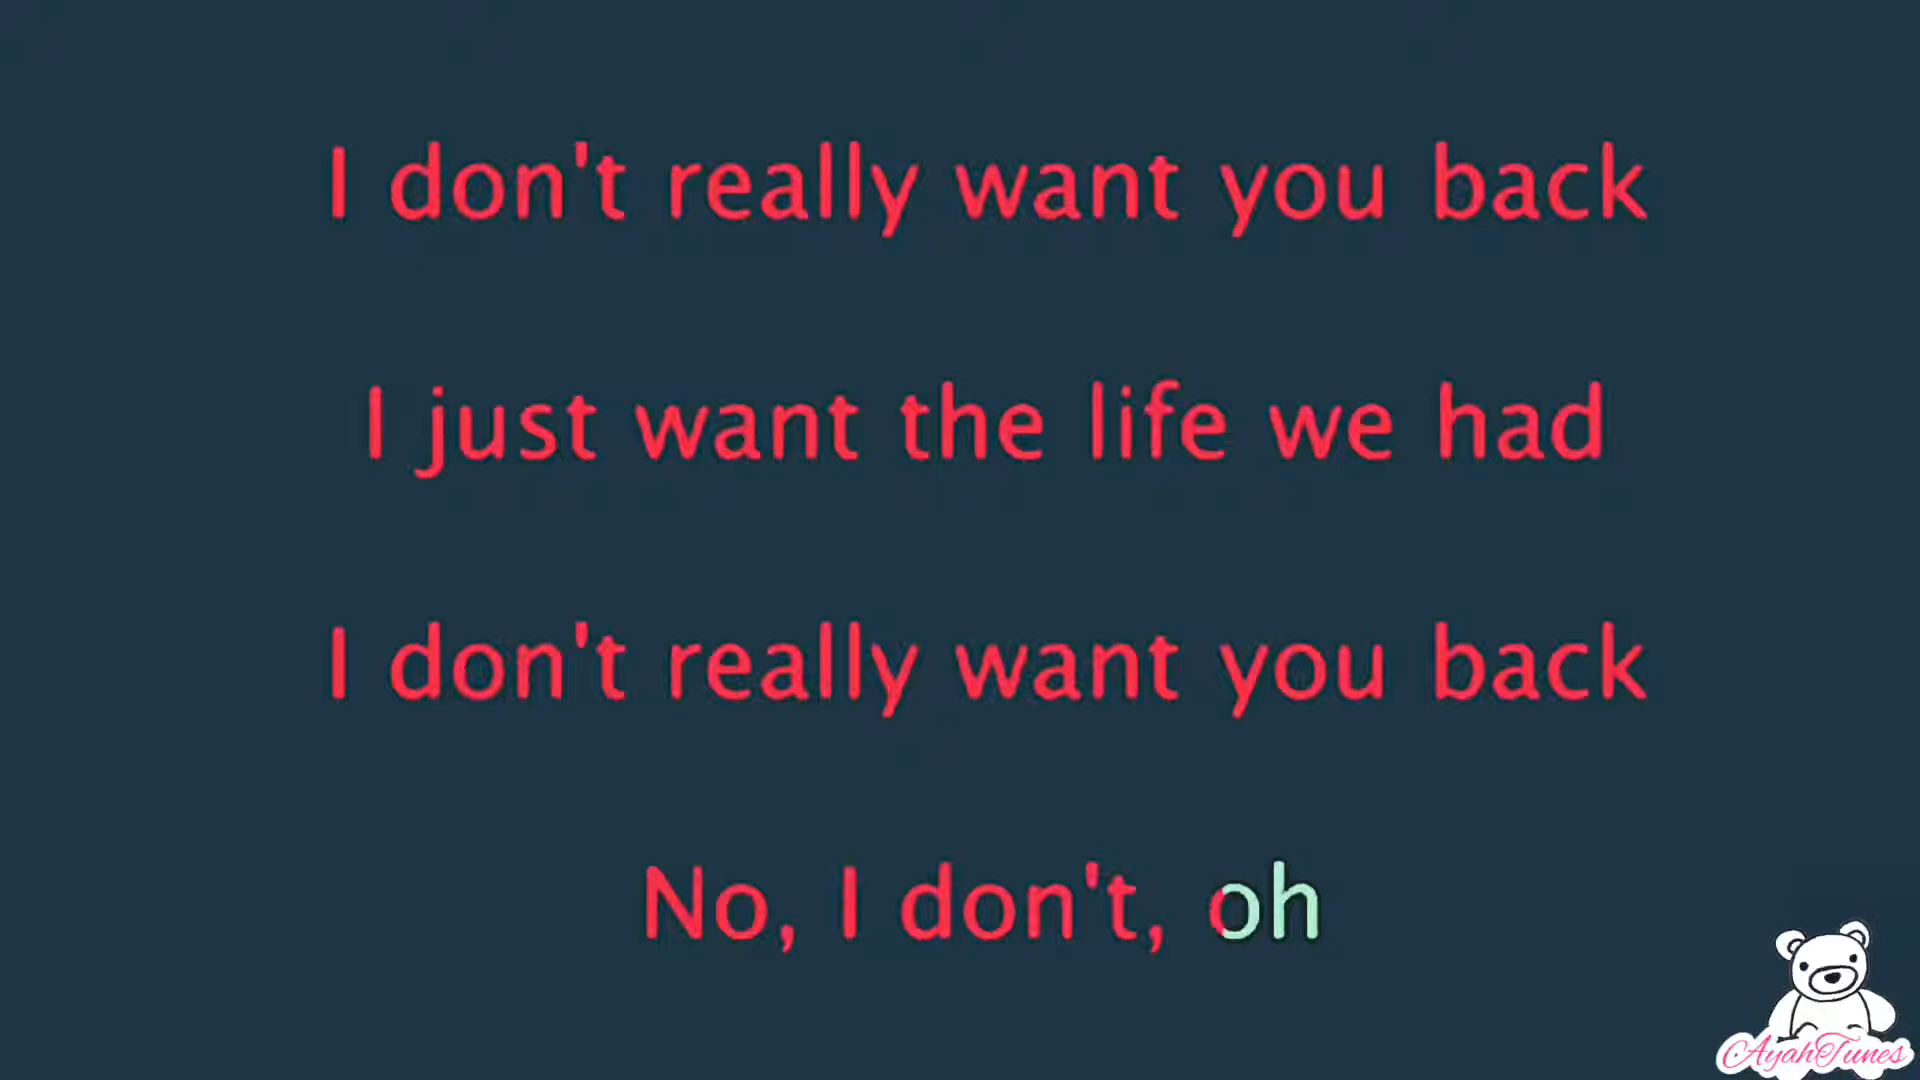 I don't really want you back
I just want the life we had
I don't really want you back
No, I don't, oh
AyahTunes